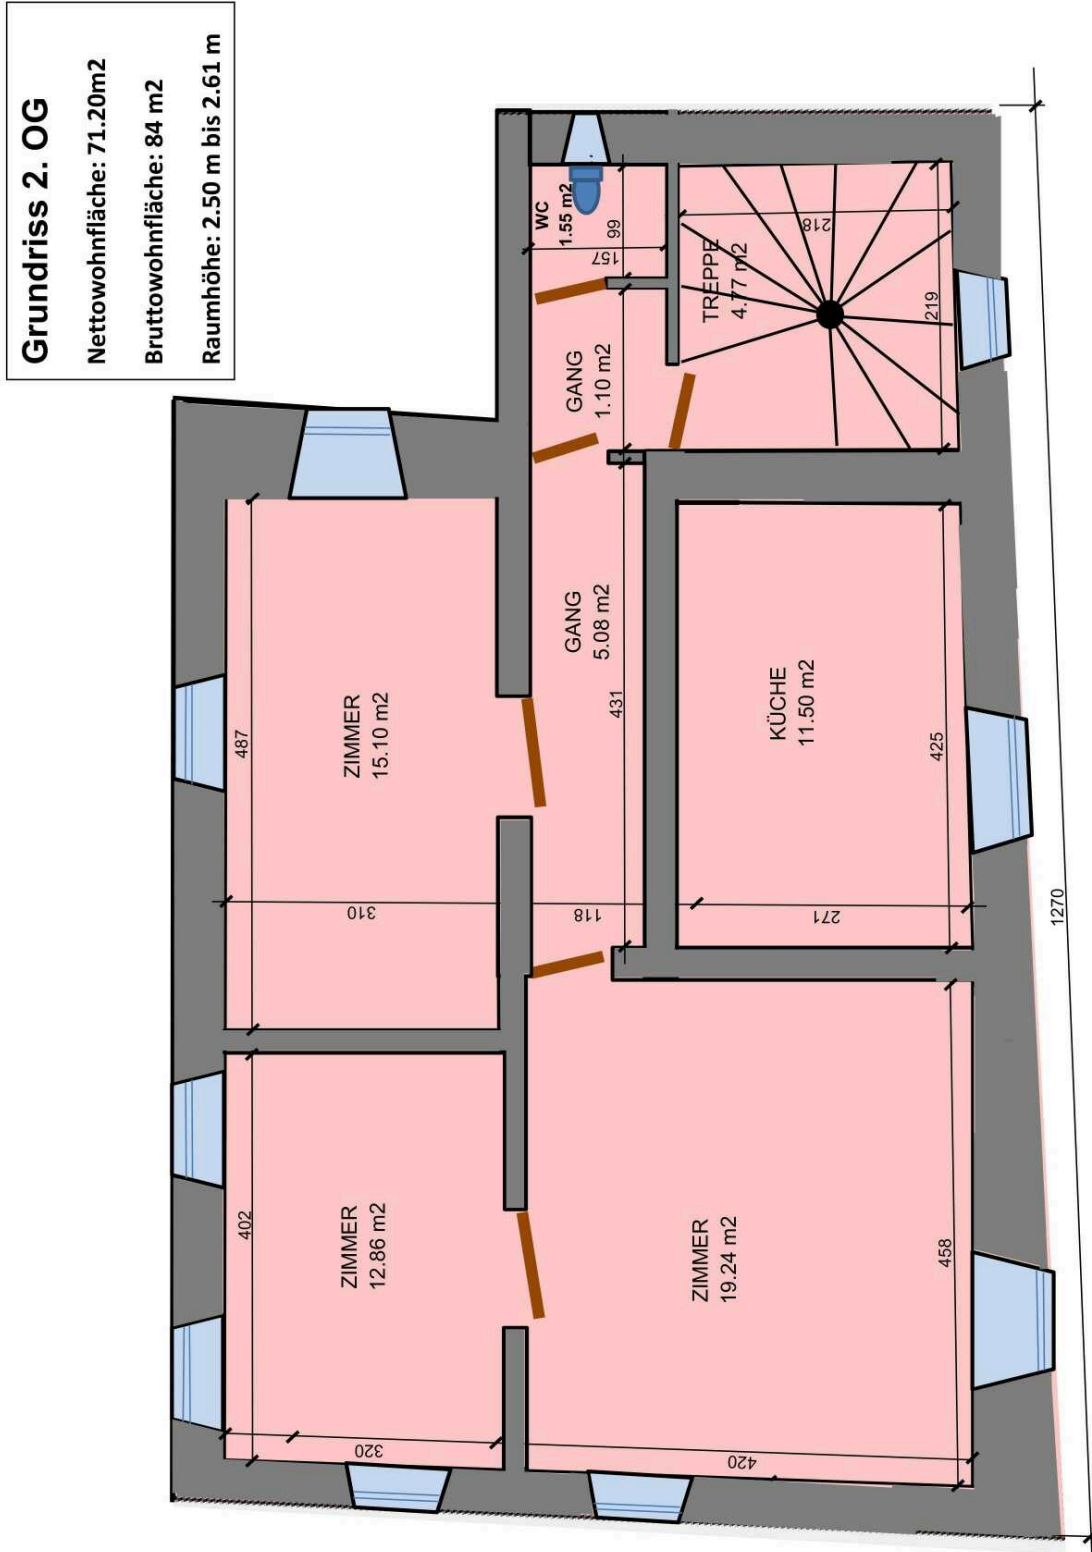 Grundriss 2. OG
Nettowohnfläche: 71.20m2
Bruttowohnfläche: 84 m2
Raumhöhe: 2.50 m bis 2.61 m
ZIMMER
12.86 m2
402
320
ZIMMER
15.10 m2
487
310
WC
1.55 m2
157
99
GANG
1.10 m2
GANG
5.08 m2
431
118
TREPPE
4.77 m2
218
219
KÜCHE
11.50 m2
425
271
ZIMMER
19.24 m2
458
420
1270